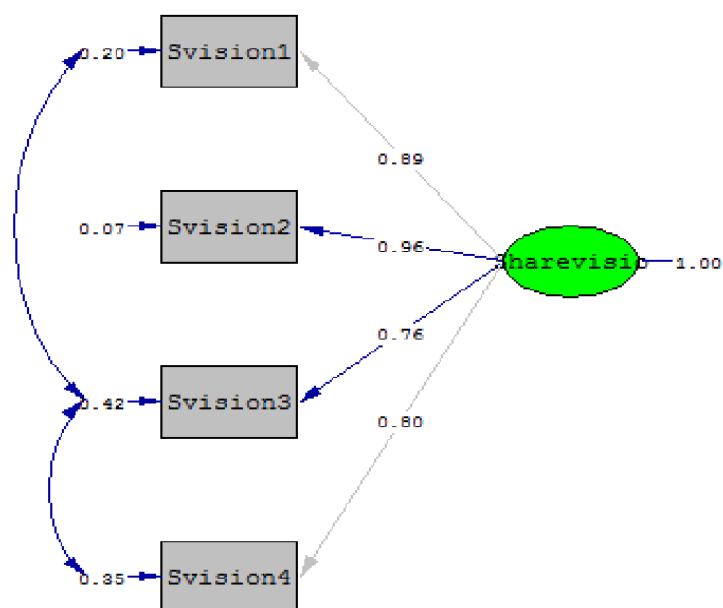 0.20 Svision1
0.89
0.07 Svision2
0.96
Sharevisio 1.00
0.76
0.42 Svision3
0.80
0.35 Svision4